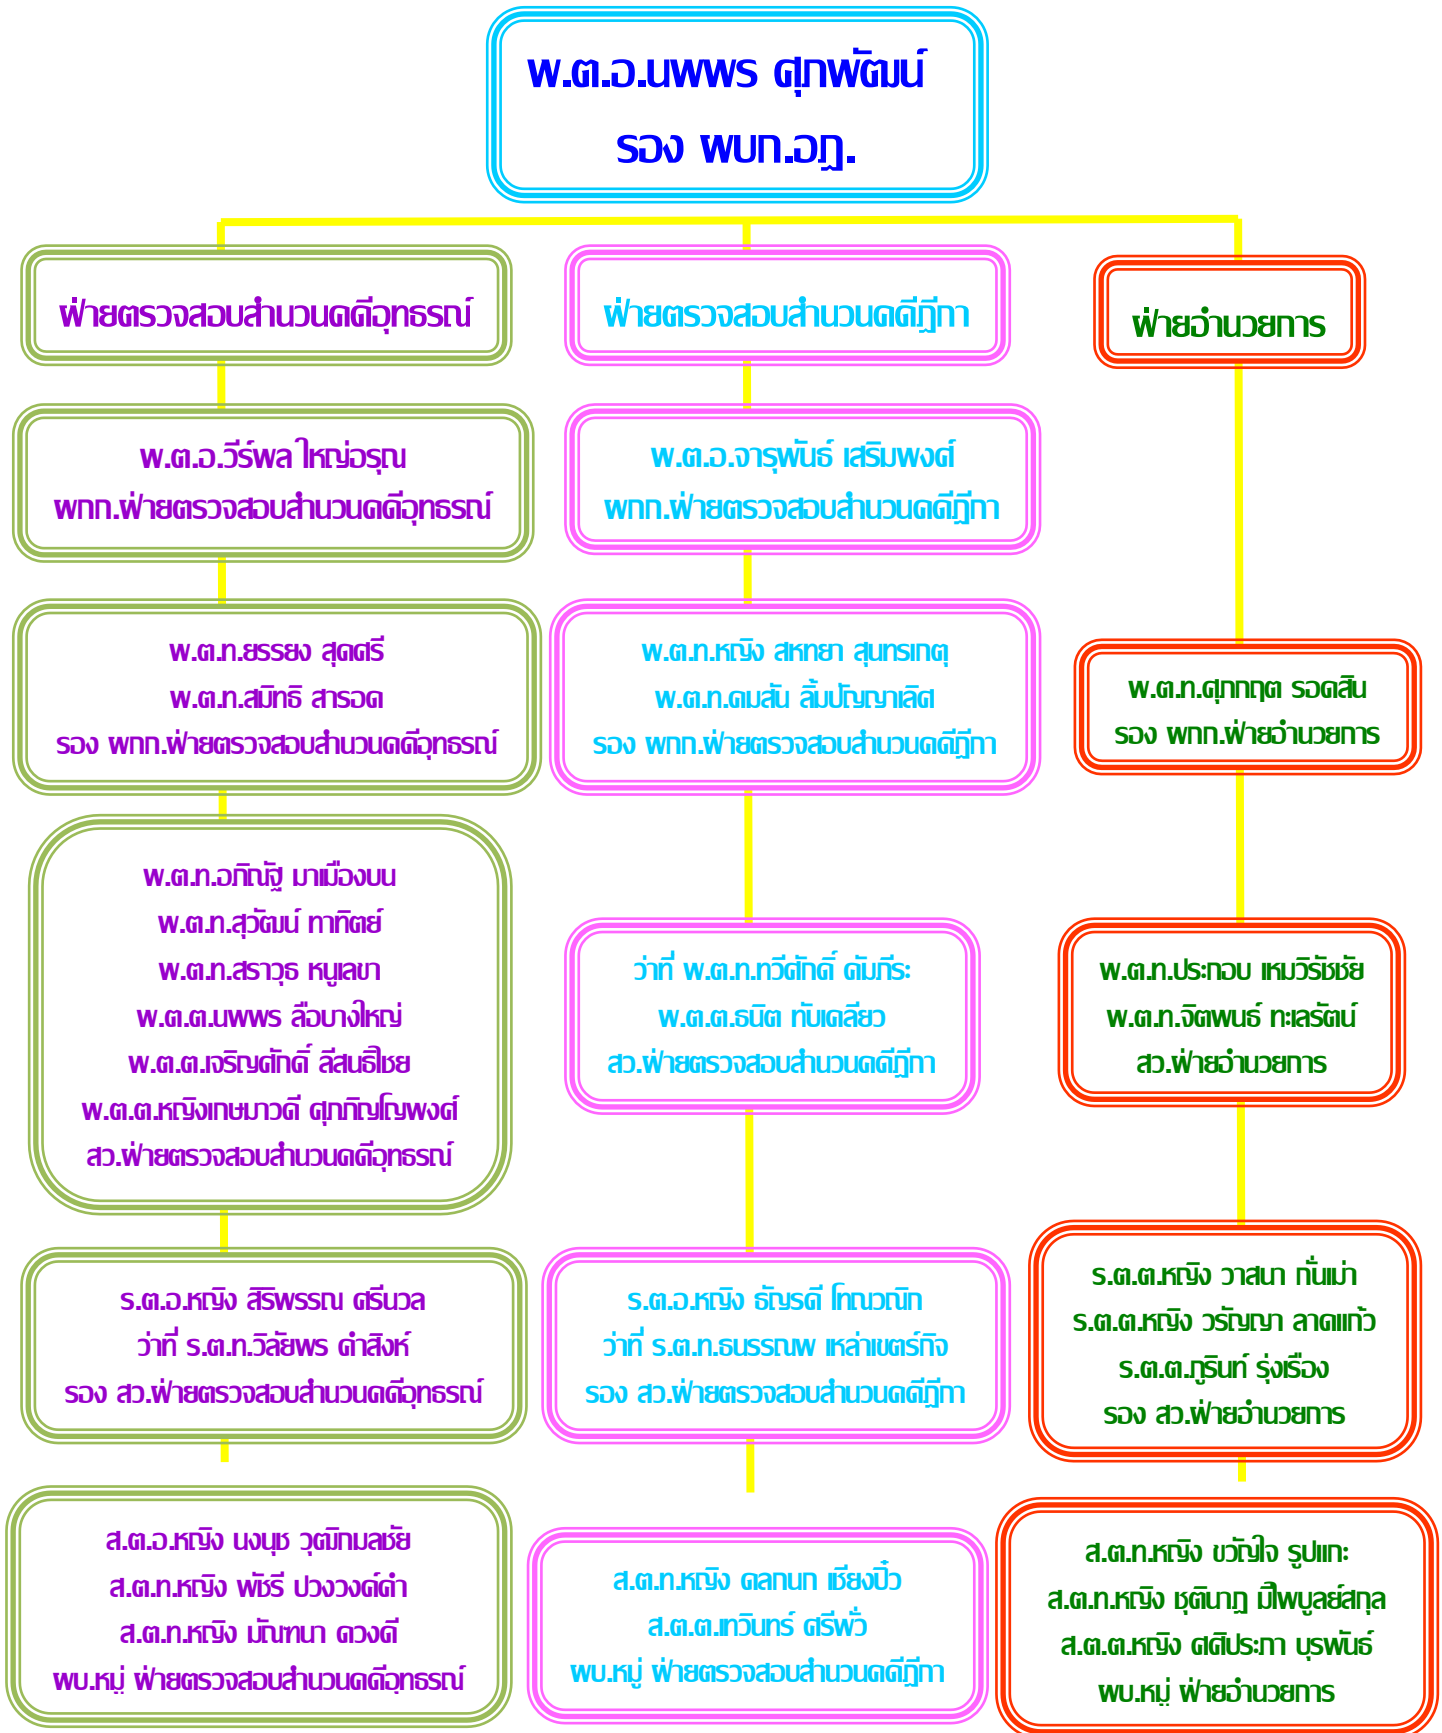 พ.ต.อ.นพพร ศุภพัฒน์
รอง ผบก.อฎ.
ฝ่ายตรวจสอบสำนวนคดีอุทธรณ์
ฝ่ายตรวจสอบสำนวนคดีฎีกา
ฝ่ายอำนวยการ
พ.ต.อ.วีร์พล ใหญ่อรุณ
ผกก.ฝ่ายตรวจสอบสำนวนคดีอุทธรณ์
พ.ต.อ.จารุพันธ์ เสริมพงศ์
ผกก.ฝ่ายตรวจสอบสำนวนคดีฎีกา
พ.ต.ท.ยรรยง สุดศรี
พ.ต.ท.สมิทธิ สารอด
รอง ผกก.ฝ่ายตรวจสอบสำนวนคดีอุทธรณ์
พ.ต.ท.หญิง สหทยา สุนทรเกตุ
พ.ต.ท.คมสัน ลิ้มปัญญาเลิศ
รอง ผกก.ฝ่ายตรวจสอบสำนวนคดีฎีกา
พ.ต.ท.ศุภกฤต รอดสิน
รอง ผกก.ฝ่ายอำนวยการ
พ.ต.ท.อภิณัฐ มาเมืองบน
พ.ต.ท.สุวัฒน์ ทาทิตย์
พ.ต.ท.สราวุธ หนูเลขา
พ.ต.ต.นพพร ลือบางใหญ่
พ.ต.ต.เจริญศักดิ์ ลีสนธิไชย
พ.ต.ต.หญิงเกษมาวดี ศุภภิญโญพงศ์
สว.ฝ่ายตรวจสอบสำนวนคดีอุทธรณ์
ว่าที่ พ.ต.ท.ทวีศักดิ์ คัมภีระ
พ.ต.ต.ธนิต ทับเคลียว
สว.ฝ่ายตรวจสอบสำนวนคดีฎีกา
พ.ต.ท.ประกอบ เหมวิรัชชัย
พ.ต.ท.จิตพนธ์ ทะเลรัตน์
สว.ฝ่ายอำนวยการ
ร.ต.อ.หญิง สิริพรรณ ศรีนวล
ว่าที่ ร.ต.ท.วิลัยพร คำสิงห์
รอง สว.ฝ่ายตรวจสอบสำนวนคดีอุทธรณ์
ร.ต.อ.หญิง ธัญรดี โทณวณิก
ว่าที่ ร.ต.ท.ธนรรณพ เหล่าเขตร์กิจ
รอง สว.ฝ่ายตรวจสอบสำนวนคดีฎีกา
ร.ต.ต.หญิง วาสนา กั่นเม่า
ร.ต.ต.หญิง วรัญญา ลาดแก้ว
ร.ต.ต.ภูรินท์ รุ่งเรือง
รอง สว.ฝ่ายอำนวยการ
ส.ต.อ.หญิง นงนุช วุฒิกมลชัย
ส.ต.ท.หญิง พัชรี ปวงวงค์คำ
ส.ต.ท.หญิง มัณฑนา ดวงดี
ผบ.หมู่ ฝ่ายตรวจสอบสำนวนคดีอุทธรณ์
ส.ต.ท.หญิง ดลกนก เชียงปิ๋ว
ส.ต.ต.เทวินทร์ ศรีพั่ว
ผบ.หมู่ ฝ่ายตรวจสอบสำนวนคดีฎีกา
ส.ต.ท.หญิง ขวัญใจ รูปแกะ
ส.ต.ท.หญิง ชุตินาฎ มีไพบูลย์สกุล
ส.ต.ต.หญิง ศศิประภา บุรพันธ์
ผบ.หมู่ ฝ่ายอำนวยการ